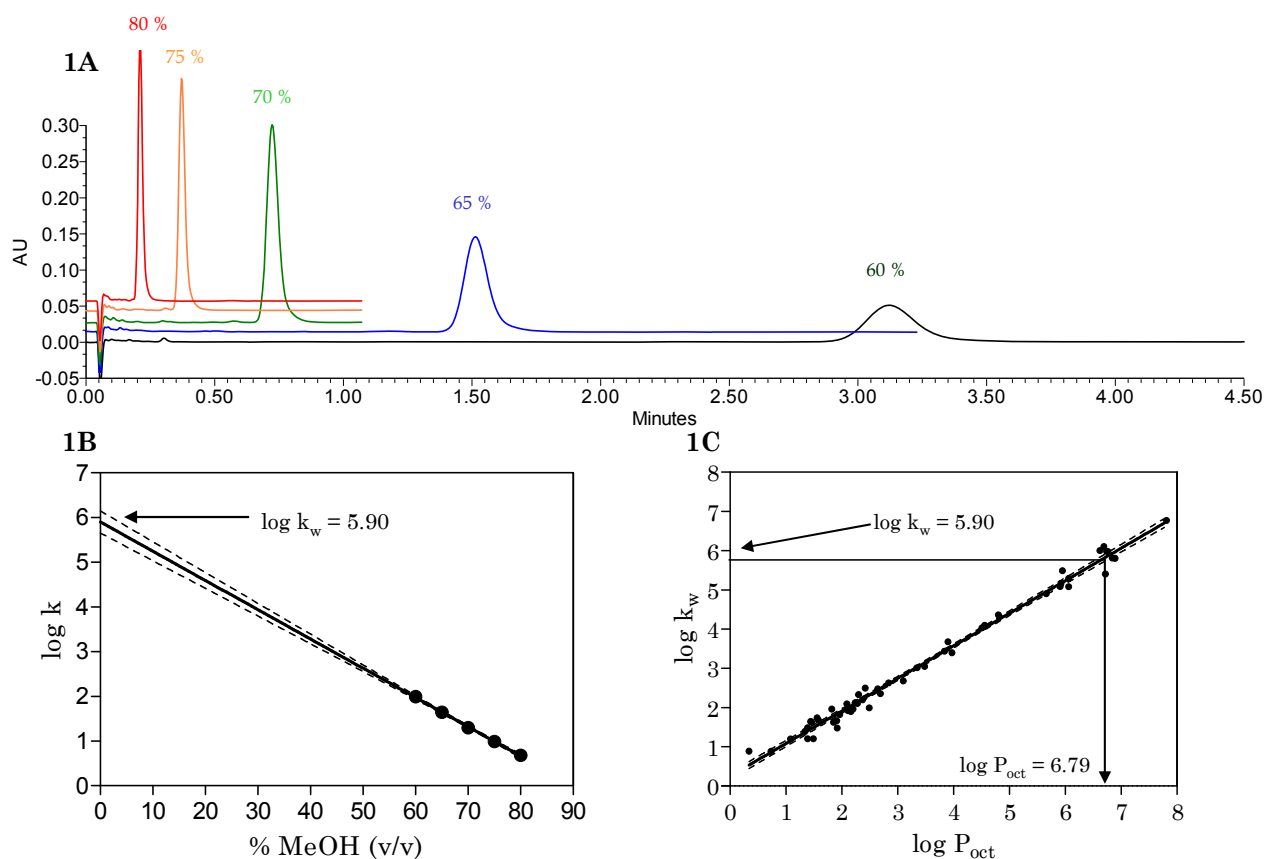 80 %
1A
75 %
70 %
65 %
60 %
AU
0.30
0.25
0.20
0.15
0.10
0.05
0.00
-0.05
0.00 0.50 1.00 1.50 2.00 2.50 3.00 3.50 4.00 4.50
Minutes
1B
log k
7
6
5
4
3
2
1
0
log kw = 5.90
0 10 20 30 40 50 60 70 80 90
% MeOH (v/v)
1C
log kw
8
7
6
5
4
3
2
1
0
log kw = 5.90
log Poct = 6.79
0 1 2 3 4 5 6 7 8
log Poct